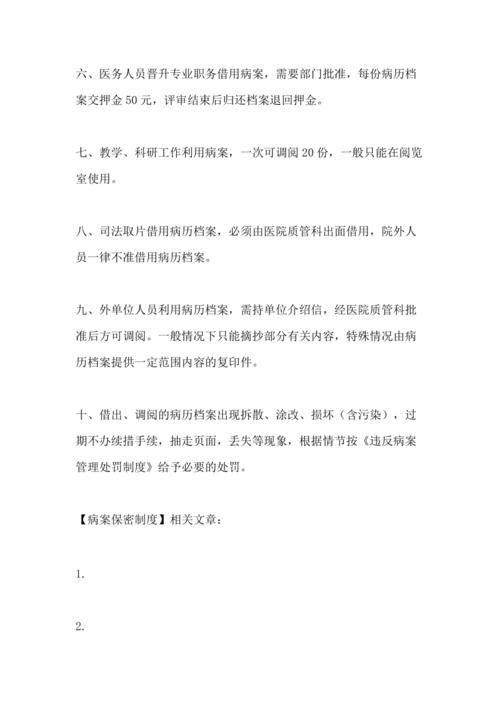 六、医务人员晋升专业职务借用病案，需要部门批准，每份病历档
案交押金 50 元，评审结束后归还档案退回押金。
七、教学、科研工作利用病案，一次可调阅 20 份，一般只能在阅览
室使用。
八、司法取片借用病历档案，必须由医院质管科出面借用，院外人
员一律不准借用病历档案。
九、外单位人员利用病历档案，需持单位介绍信，经医院质管科批
准后方可调阅。一般情况下只能摘抄部分有关内容，特殊情况由病
历档案提供一定范围内容的复印件。
十、借出、调阅的病历档案出现拆散、涂改、损坏（含污染），过
期不办续措手续，抽走页面，丢失等现象，根据情节按《违反病案
管理处罚制度》给予必要的处罚。
【病案保密制度】相关文章：
1.
2.